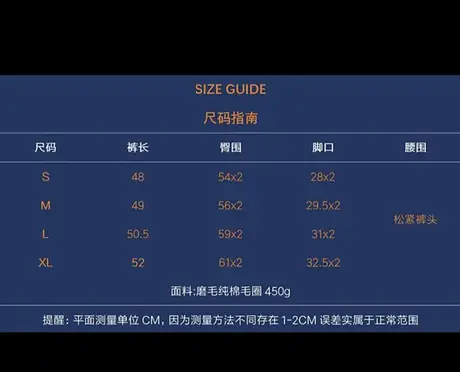 SIZE GUIDE
尺码指南
尺码 裤长 臀围 脚口 腰围
S 48 54x2 28x2
M 49 56x2 29.5x2
松紧裤头
L 50.5 59x2 31x2
XL 52 61x2 32.5x2
面料:磨毛纯棉毛圈 450g
提醒: 平面测量单位 CM, 因为测量方法不同存在 1-2CM 误差实属于正常范围